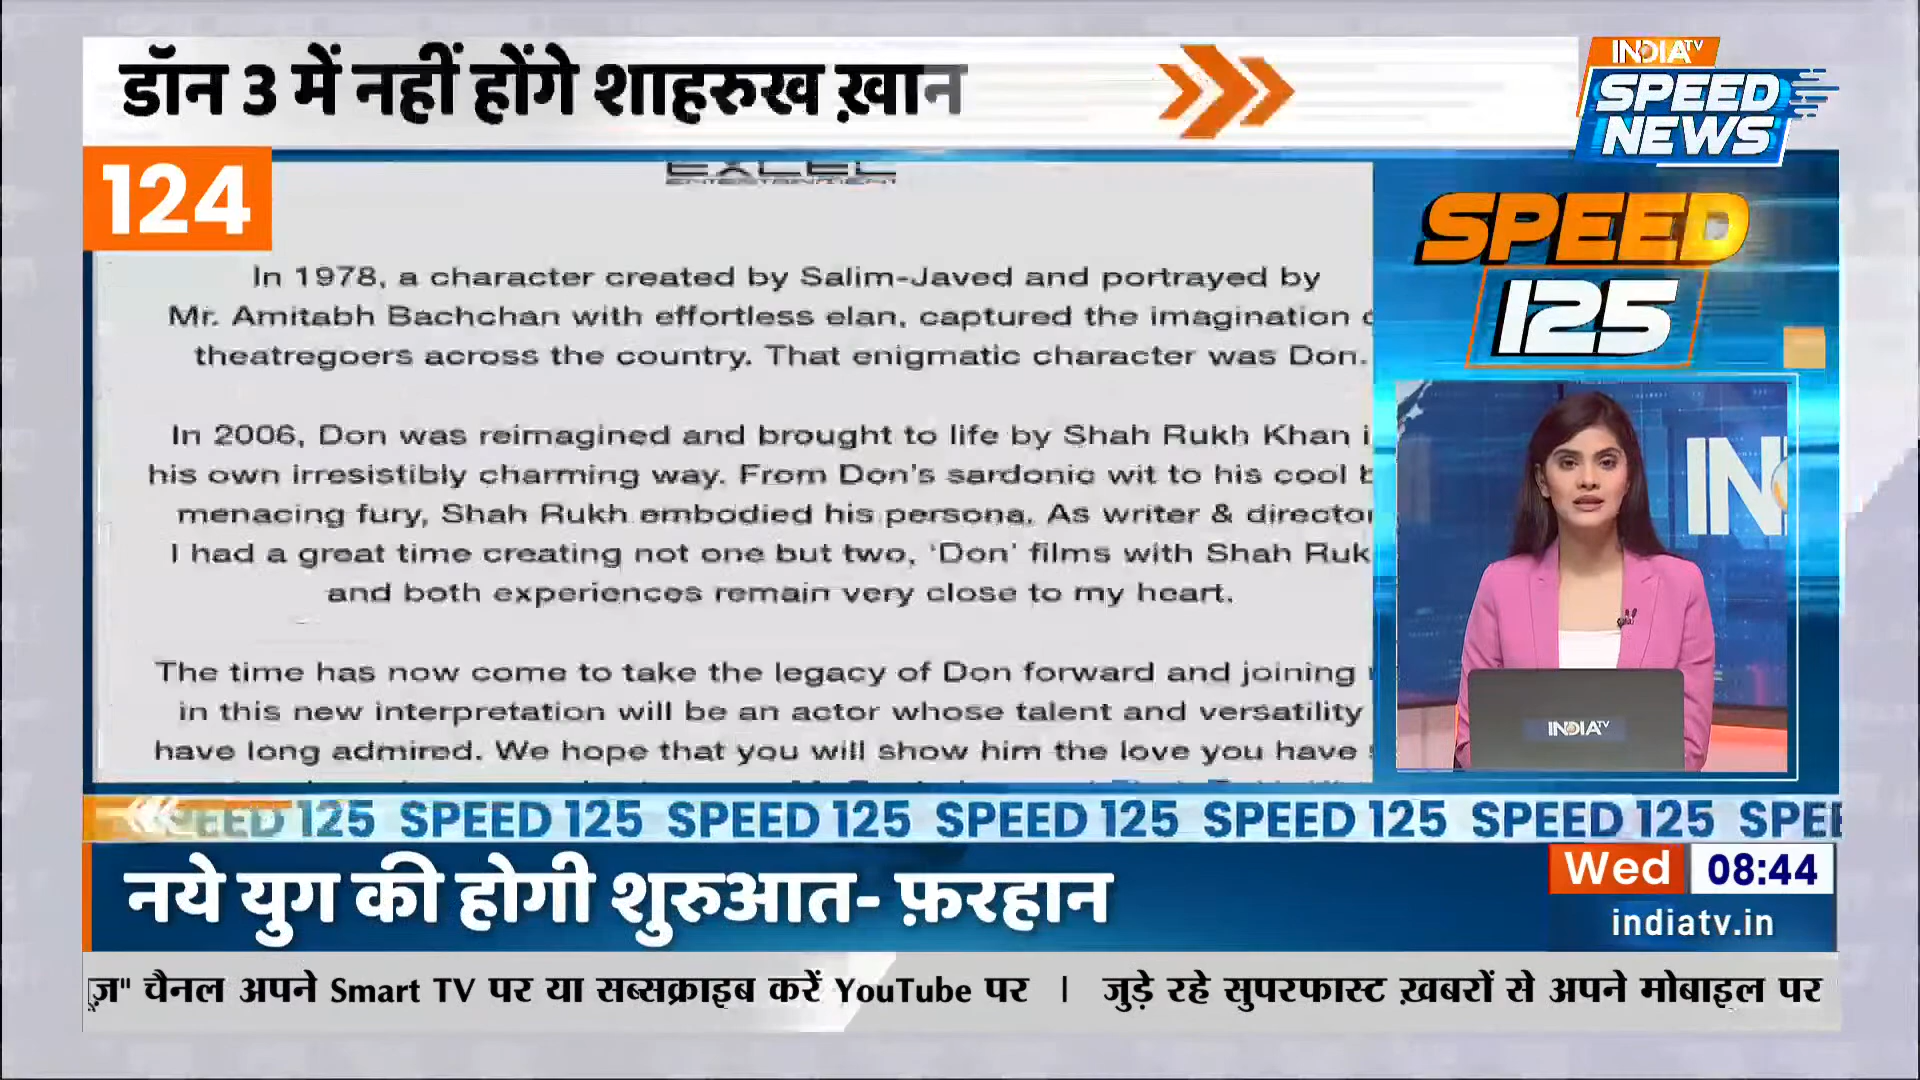 डॉन 3 में नहीं होंगे शाहरुख ख़ान
INDIA TV
SPEED
NEWS
124
EXCEL
ENTERTAINMENT
In 1978, a character created by Salim-Javed and portrayed by
Mr. Amitabh Bachchan with effortless elan, captured the imagination
theatregoers across the country. That enigmatic character was Don.
In 2006, Don was reimagined and brought to life by Shah Rukh Khan
his own irresistibly charming way. From Don's sardonic wit to his cool
menacing fury, Shah Rukh embodied his persona. As writer & director
I had a great time creating not one but two, 'Don' films with Shah Ruk
and both experiences remain very close to my heart.
The time has now come to take the legacy of Don forward and joining
in this new interpretation will be an actor whose talent and versatility
have long admired. We hope that you will show him the love you have
SPEED
125
IN
INDIA TV
PEED 125 SPEED 125 SPEED 125 SPEED 125 SPEED 125 SPEED 125 SPEE
नये युग की होगी शुरुआत- फ़रहान
Wed 08:44
indiatv.in
ज़" चैनल अपने Smart TV पर या सब्सक्राइब करें YouTube पर | जुड़े रहे सुपरफास्ट ख़बरों से अपने मोबाइल पर